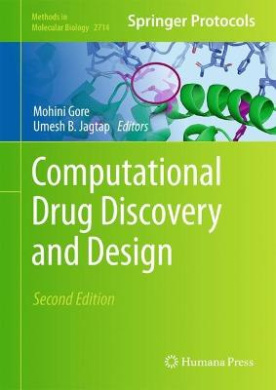 Methods in
Molecular Biology 2714
Springer Protocols
Mohini Gore
Umesh B. Jagtap Editors
Computational
Drug Discovery
and Design
Second Edition
Humana Press